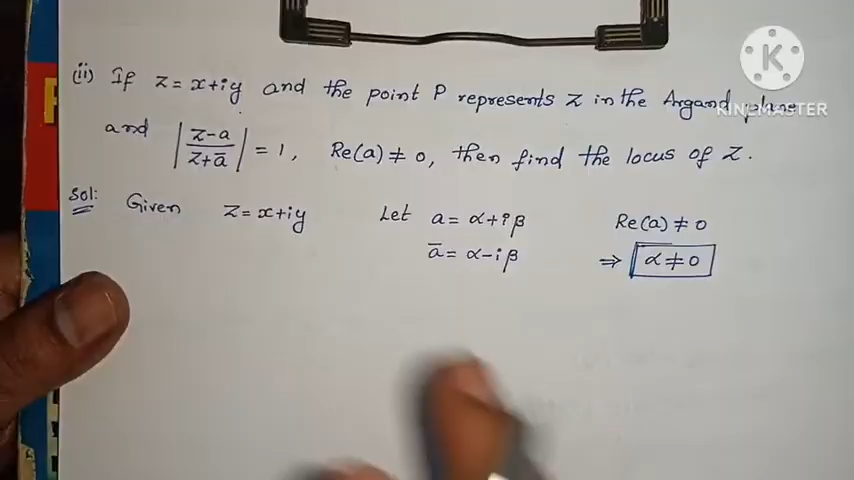 K
KINEMASTER
(ii) If z = x+iy and the point P represents z in the Argand plane
and |z-a / z+a̅| = 1, Re(a) ≠ 0, then find the locus of z.
Sol: Given z = x+iy Let a = α+iβ Re(a) ≠ 0
a̅ = α-iβ ⇒ α ≠ 0